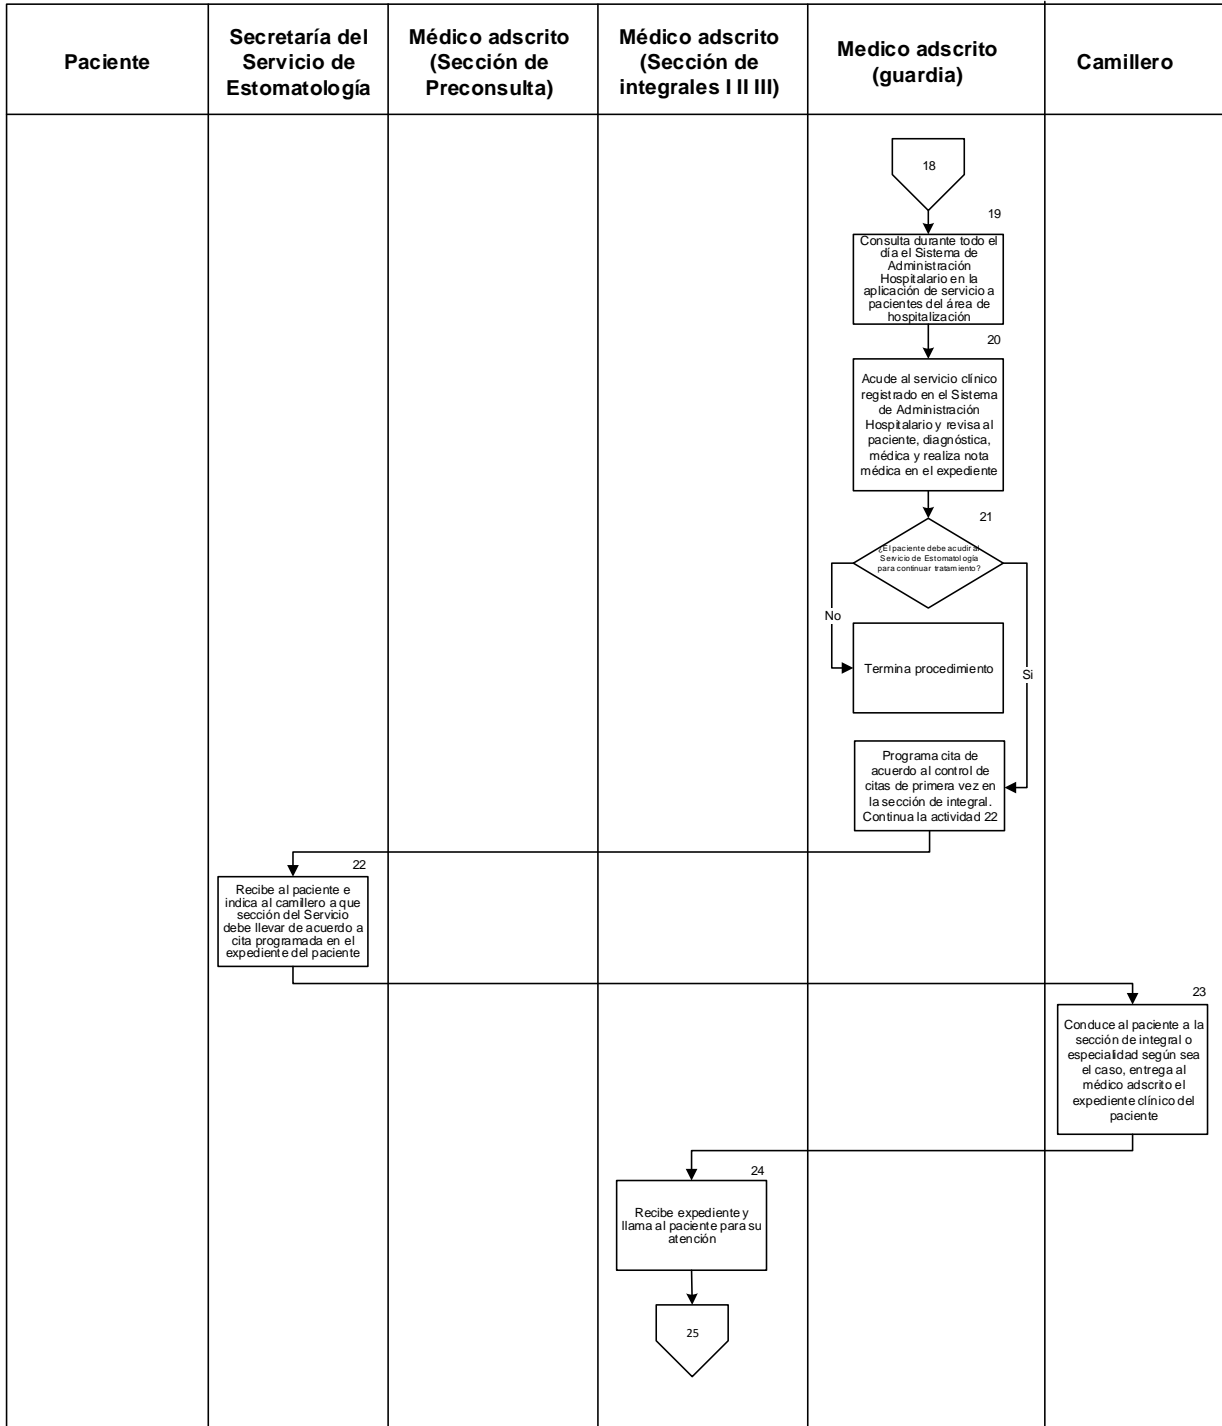 Paciente
Secretaría del
Servicio de
Estomatología
Médico adscrito
(Sección de
Preconsulta)
Médico adscrito
(Sección de
integrales I II III)
Medico adscrito
(guardia)
Camillero
18
19
Consulta durante todo el
día el Sistema de
Administración
Hospitalario en la
aplicación de servicio a
pacientes del área de
hospitalización
20
Acude al servicio clínico
registrado en el Sistema
de Administración
Hospitalario y revisa al
paciente, diagnóstica,
médica y realiza nota
médica en el expediente
21
¿El paciente debe acudir al
Servicio de Estomatología
para continuar tratamiento?
No
Si
Termina procedimiento
Programa cita de
acuerdo al control de
citas de primera vez en
la sección de integral.
Continua la actividad 22
22
Recibe al paciente e
indica al camillero a que
sección del Servicio
debe llevar de acuerdo a
cita programada en el
expediente del paciente
23
Conduce al paciente a la
sección de integral o
especialidad según sea
el caso, entrega al
médico adscrito el
expediente clínico del
paciente
24
Recibe expediente y
llama al paciente para su
atención
25